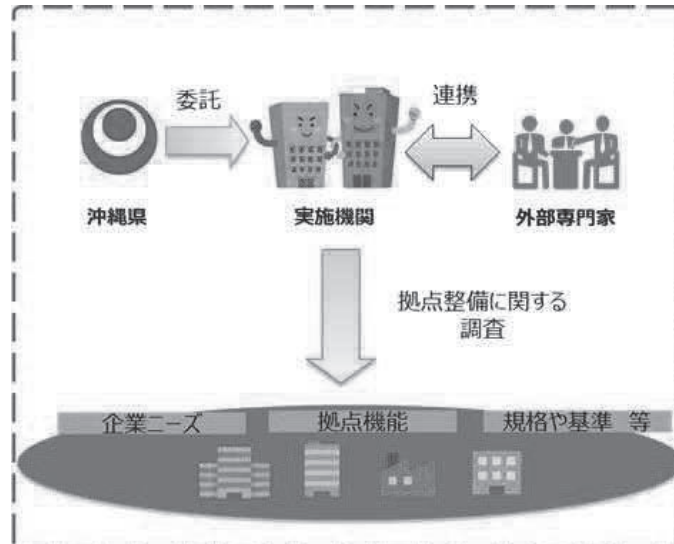 委託
連携
沖縄県
実施機関
外部専門家
拠点整備に関する
調査
企業ニーズ
拠点機能
規格や基準 等